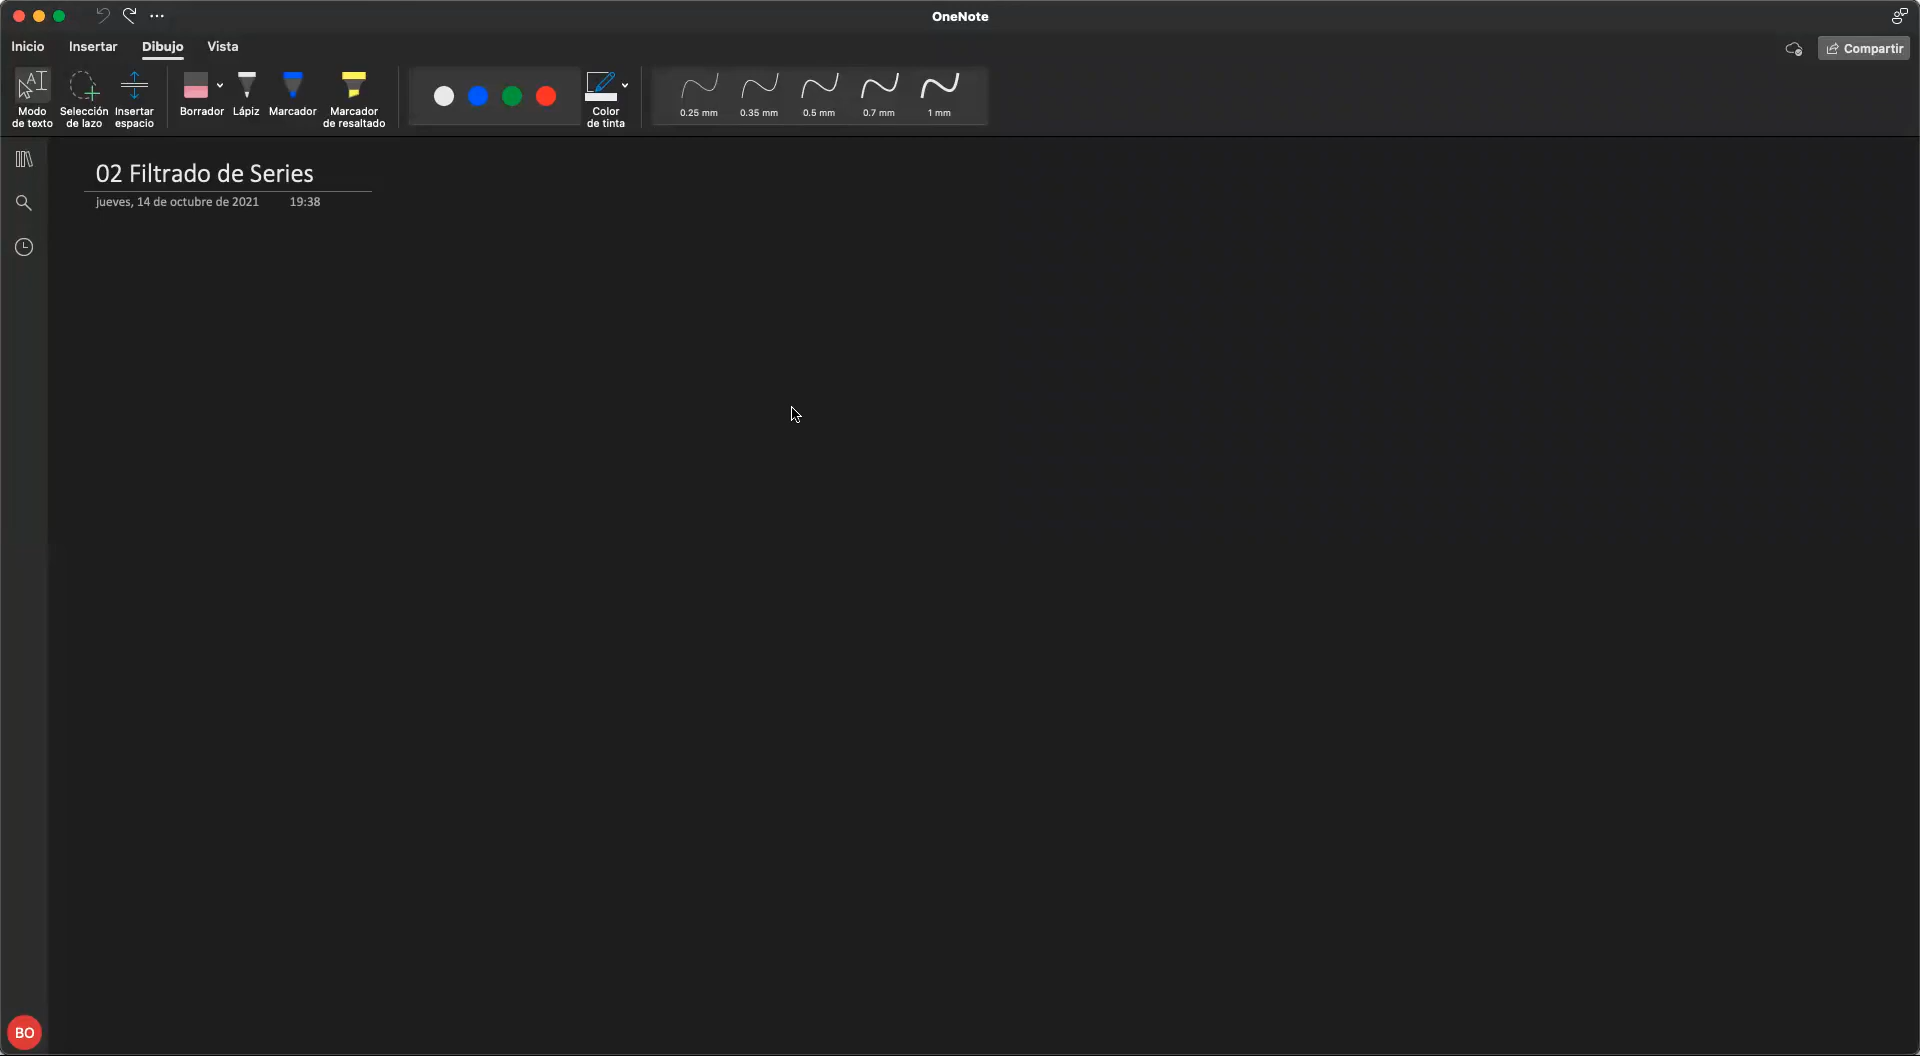 OneNote
Inicio Insertar Dibujo Vista
Compartir
Modo de texto
Selección de lazo
Insertar espacio
Borrador
Lápiz
Marcador
Marcador de resaltado
Color de tinta
0.25 mm 0.35 mm 0.5 mm 0.7 mm 1 mm
02 Filtrado de Series
jueves, 14 de octubre de 2021 19:38
BO